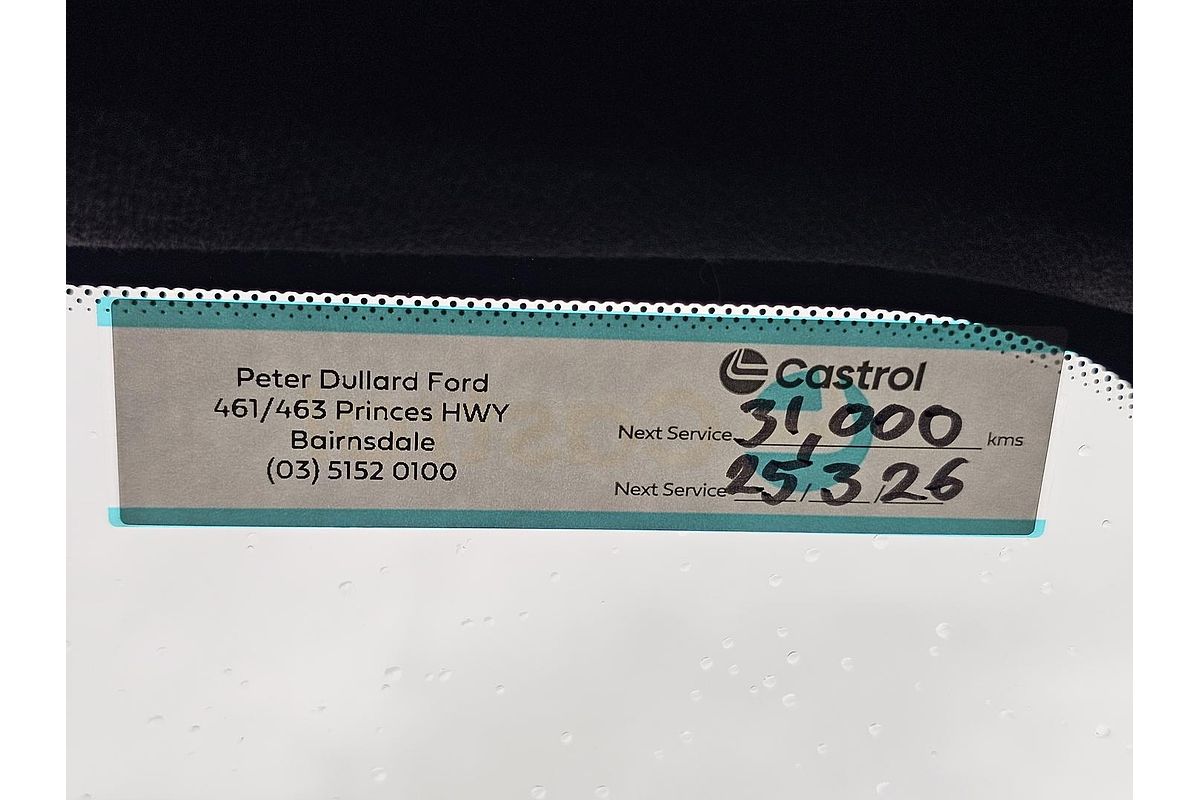 Peter Dullard Ford
461/463 Princes HWY
Bairnsdale
(03) 5152 0100
Castrol
Next Service 31,000 kms
Next Service 25/3/26